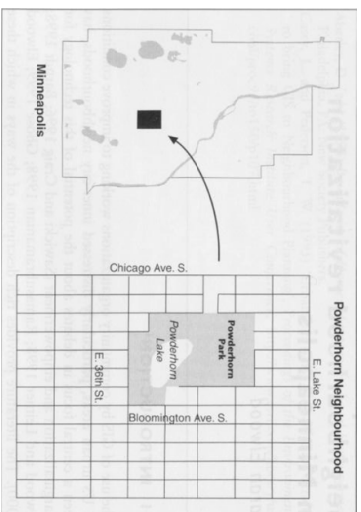 Powderhorn Neighbourhood
E. Lake St.
Powderhorn
Park
Powderhorn
Lake
E. 36th St.
Chicago Ave. S.
Bloomington Ave. S.
Minneapolis